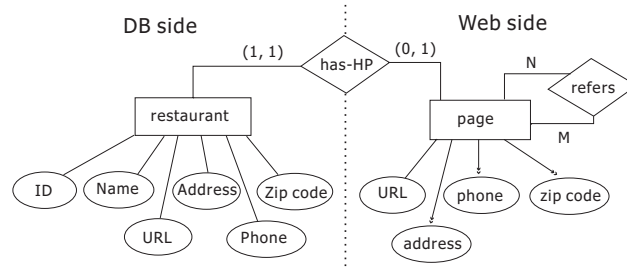 DB side
Web side
(1, 1)
has-HP
(0, 1)
N
refers
M
restaurant
page
ID
Name
Address
Zip code
URL
Phone
URL
phone
zip code
address